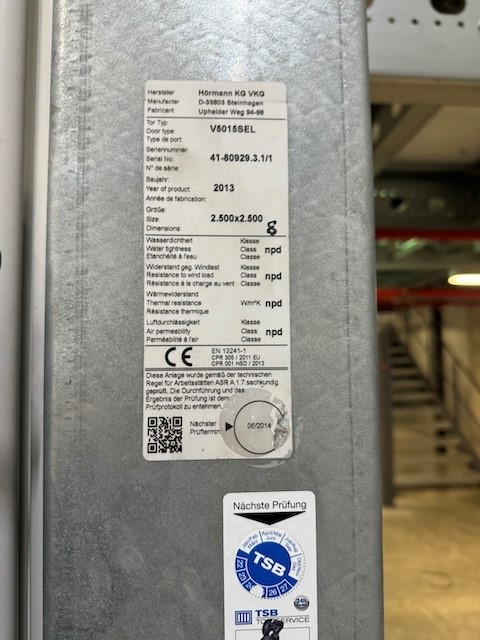 Hersteller Hörmann KG VKG
Manufacter D-33803 Steinhagen
Fabricant Upheider Weg 94-98
Tor Typ:
Door type: V5015SEL
Type de port:
Seriennummer:
Serial No: 41-80929.3.1/1
N° de série:
Baujahr:
Year of product: 2013
Année de fabrication:
Größe:
Size: 2.500x2.500
Dimensions: 8
Wasserdichtheit Klasse
Water tightness Class npd
Etanchéité à l'eau Classe
Widerstand geg. Windlast Klasse
Resistance to wind load Class npd
Résistance à la charge au vent Classe
Wärmewiderstand
Thermal resistance W/m²K npd
Résistance thermique
Luftdurchlässigkeit Klasse
Air permeability Class npd
Perméabilité à l'air Classe
CE EN 13241-1
CPR 305 / 2011 EU
CPR 001 HSD / 2013
Diese Anlage wurde gemäß der technischen
Regel für Arbeitsstätten ASR A 1.7 sachkundig
geprüft. Die Durchführung und das
Ergebnis der Prüfung ist dem
Prüfprotokoll zu entnehmen.
Nächster
Prüftermin 06/2014
Nächste Prüfung
TSB
TSB
8